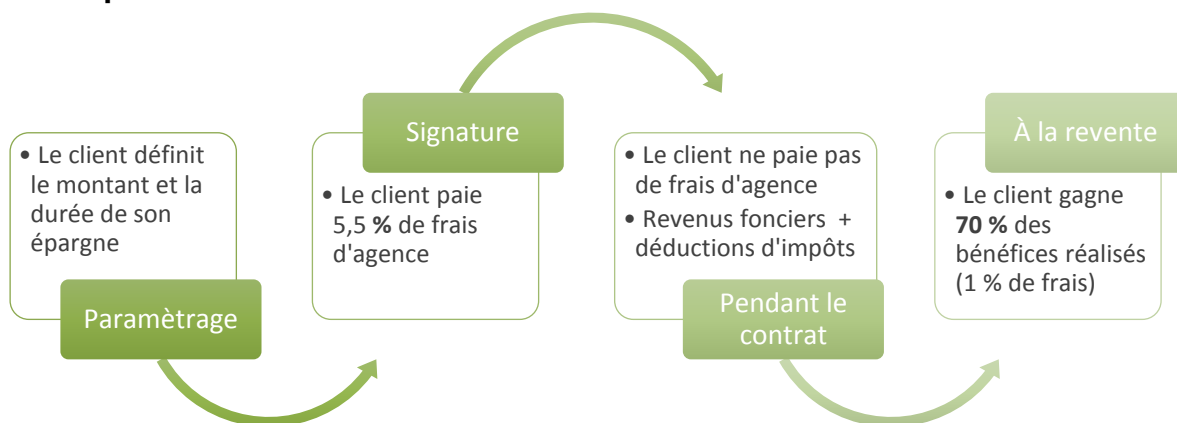 • Le client définit
le montant et la
durée de son
épargne
Paramètrage
Signature
• Le client paie
5,5 % de frais
d'agence
• Le client ne paie pas
de frais d'agence
• Revenus fonciers +
déductions d'impôts
Pendant le
contrat
À la revente
• Le client gagne
70 % des
bénéfices réalisés
(1 % de frais)